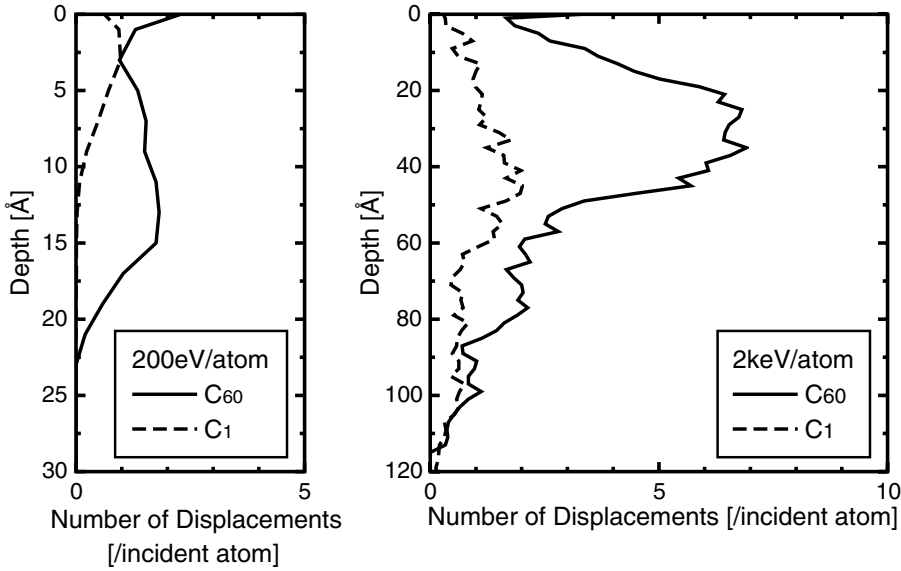 0
5
10
15
20
25
30
Depth [Å]
0
5
Number of Displacements
[/incident atom]
200eV/atom
C60
C1
0
20
40
60
80
100
120
Depth [Å]
0
5
10
Number of Displacements [/incident atom]
2keV/atom
C60
C1